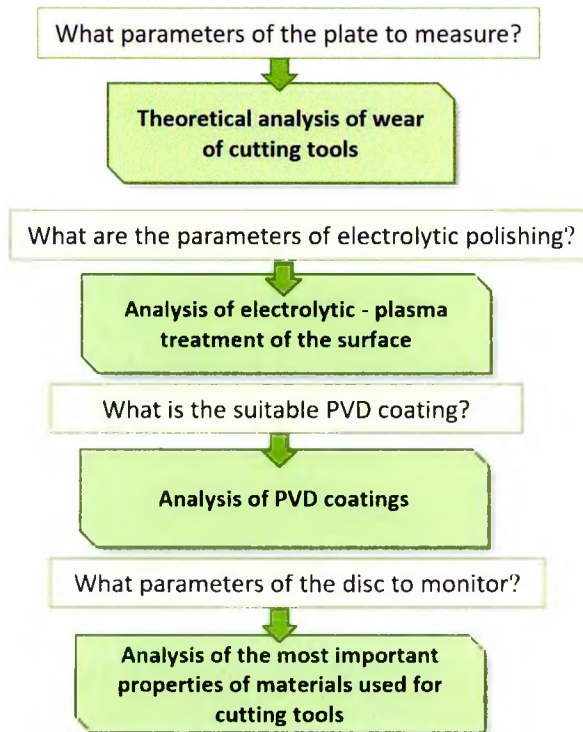 What parameters of the plate to measure?
Theoretical analysis of wear
of cutting tools
What are the parameters of electrolytic polishing?
Analysis of electrolytic - plasma
treatment of the surface
What is the suitable PVD coating?
Analysis of PVD coatings
What parameters of the disc to monitor?
Analysis of the most important
properties of materials used for
cutting tools